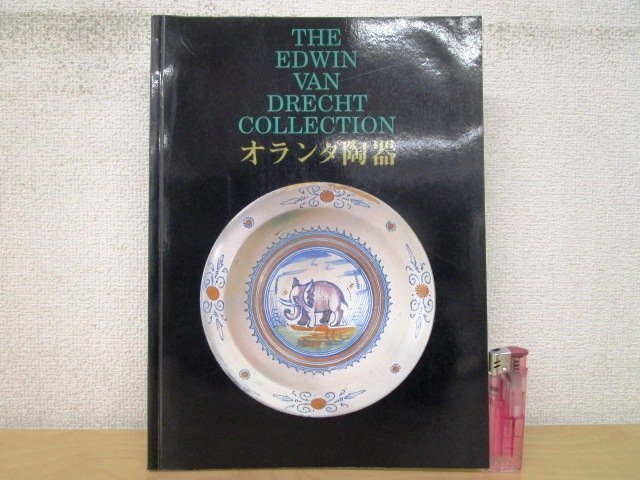 THE
EDWIN
VAN
DRECHT
COLLECTION
オランダ陶器